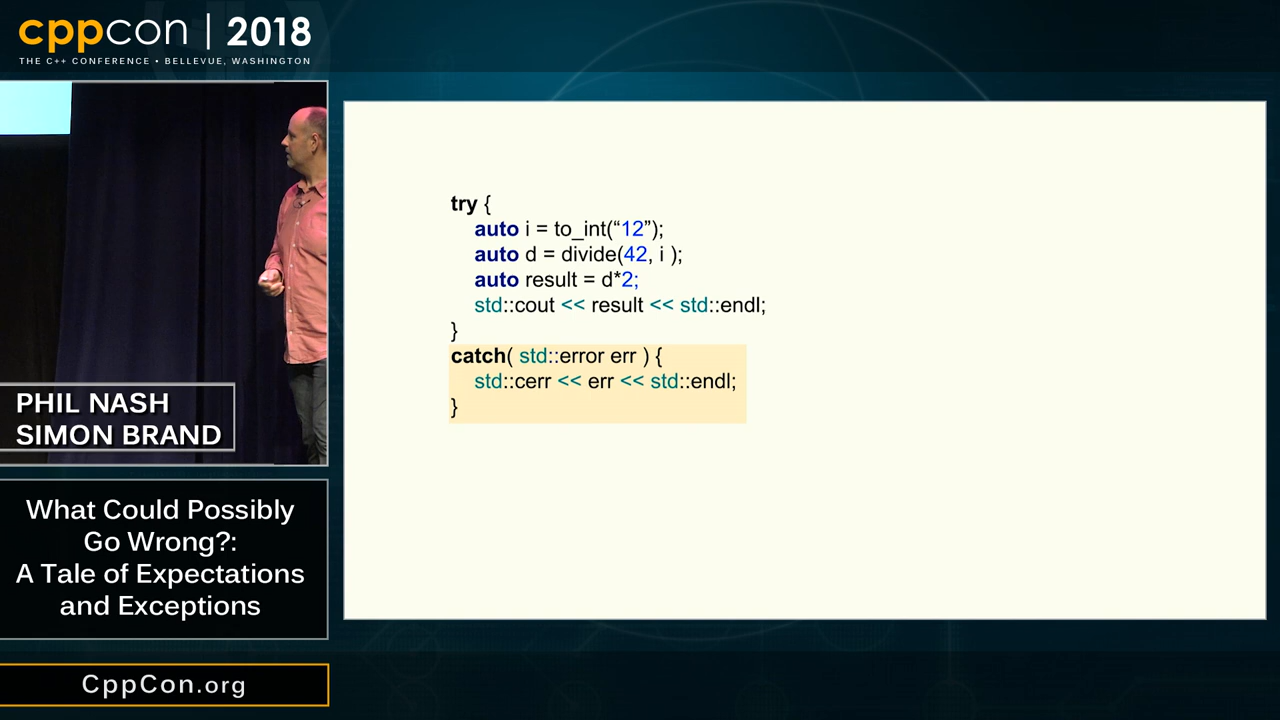 cppcon | 2018
THE C++ CONFERENCE • BELLEVUE, WASHINGTON
try {
auto i = to_int(“12”);
auto d = divide(42, i );
auto result = d*2;
std::cout << result << std::endl;
}
catch( std::error err ) {
std::cerr << err << std::endl;
}
PHIL NASH
SIMON BRAND
What Could Possibly
Go Wrong?:
A Tale of Expectations
and Exceptions
CppCon.org